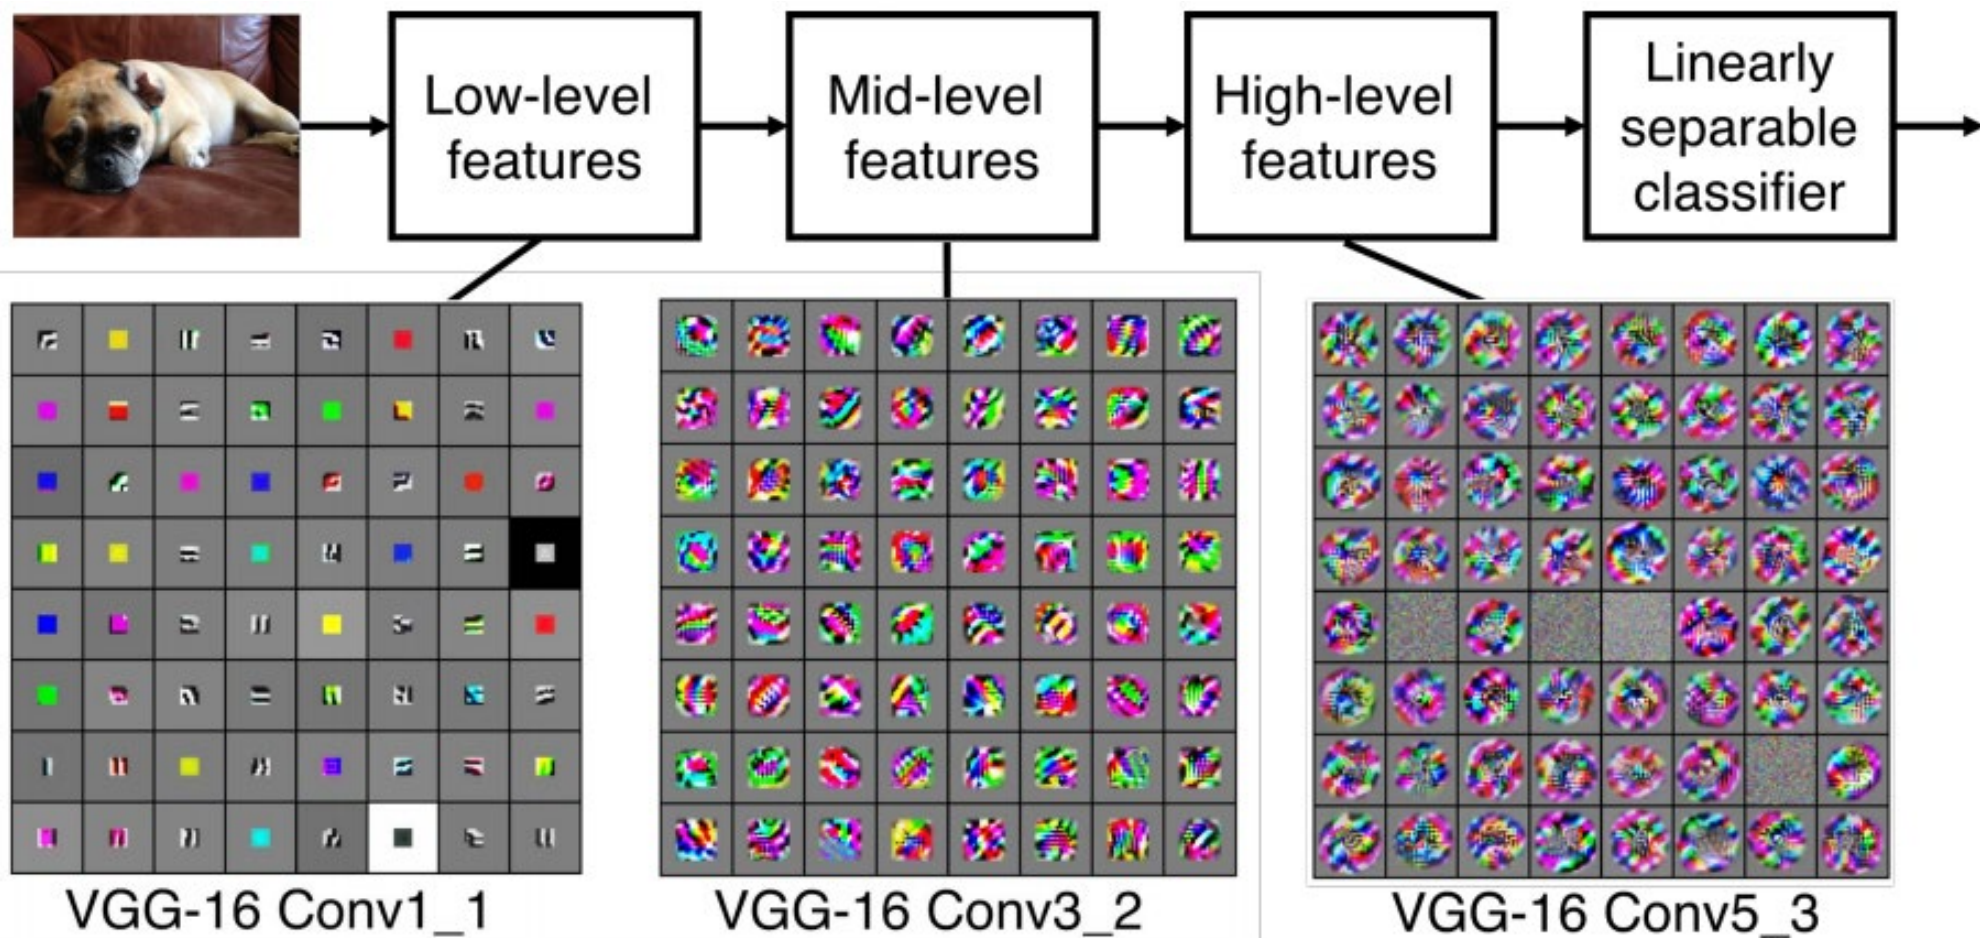 Low-level
features
Mid-level
features
High-level
features
Linearly
separable
classifier
VGG-16 Conv1_1
VGG-16 Conv3_2
VGG-16 Conv5_3